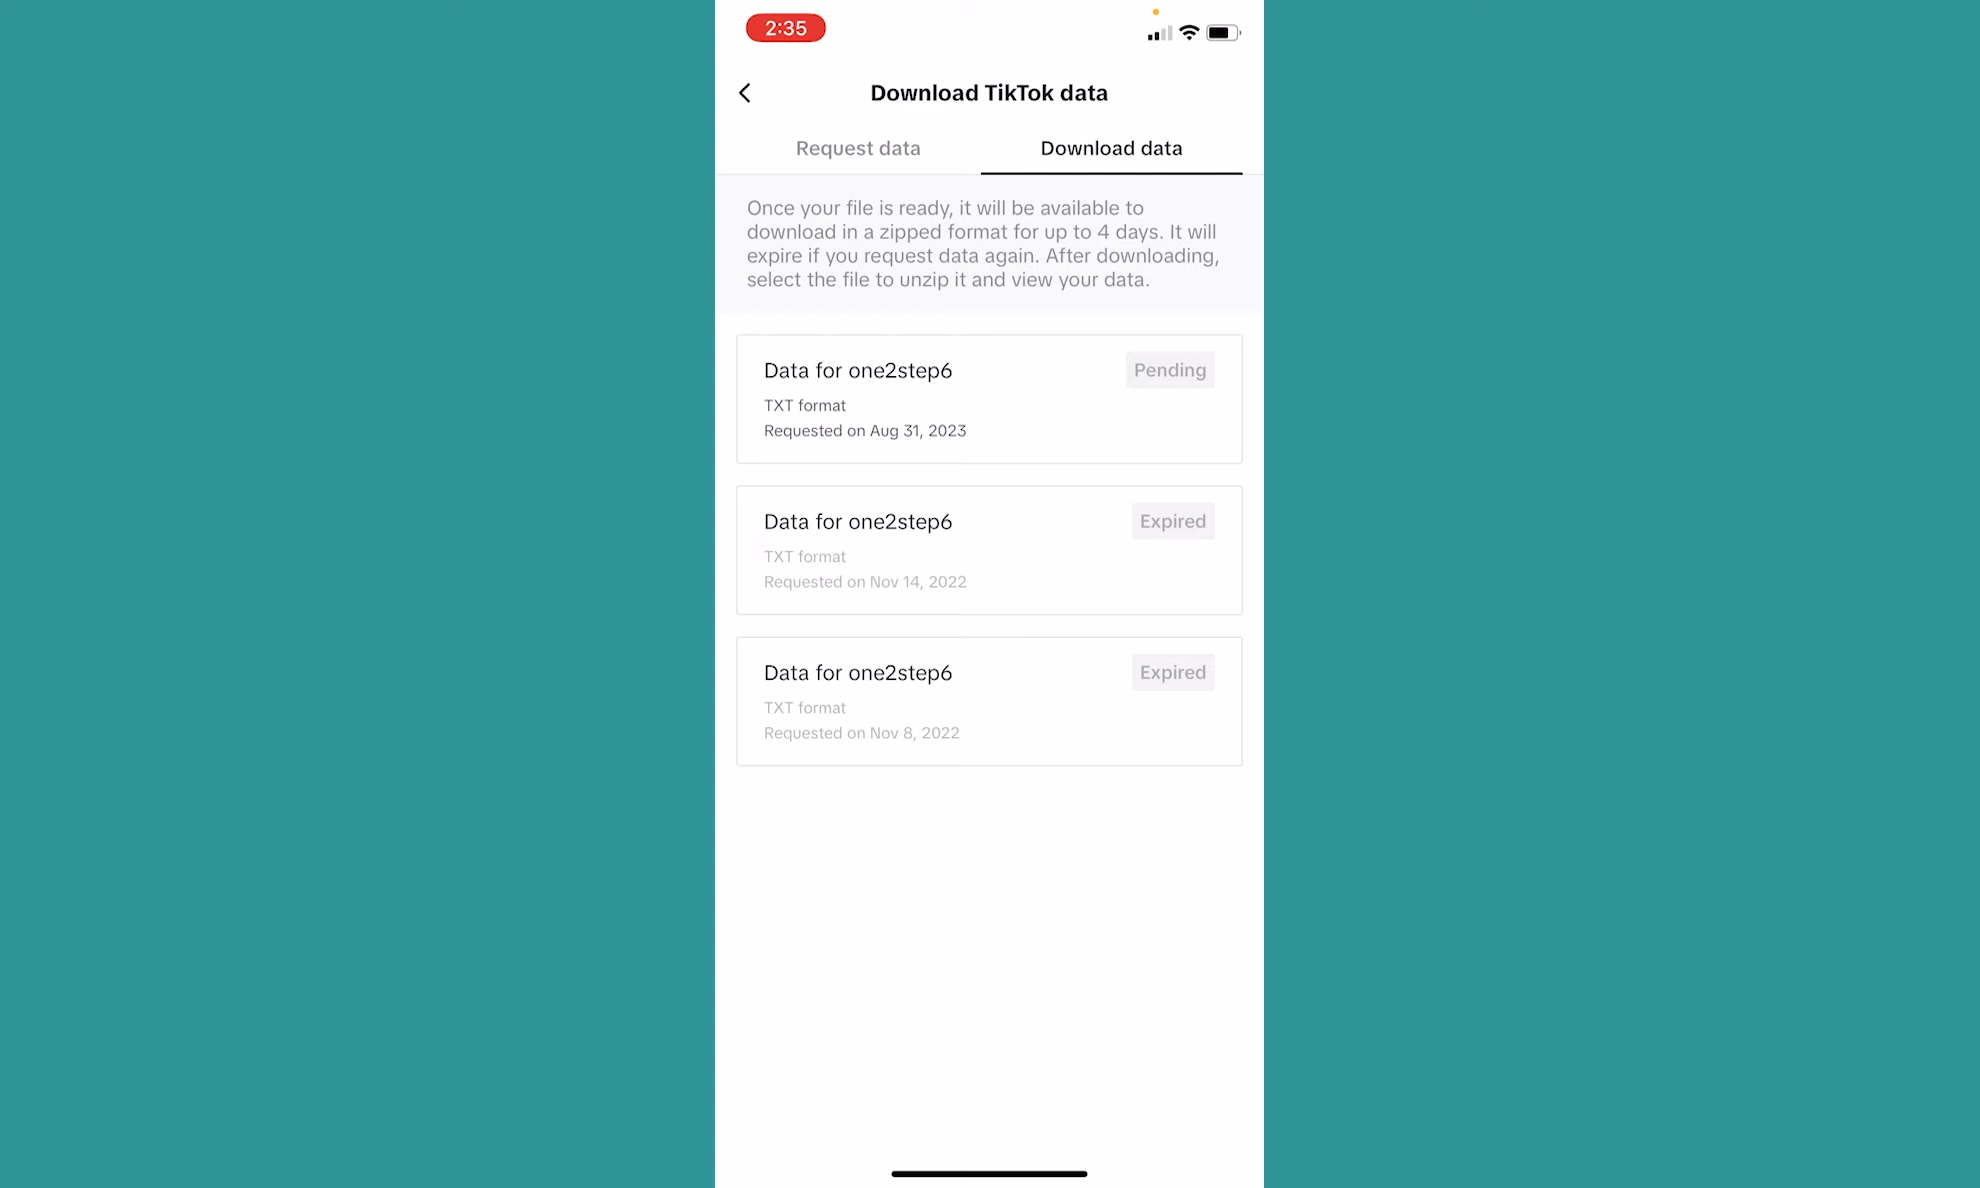 2:35
Download TikTok data
Request data
Download data
Once your file is ready, it will be available to
download in a zipped format for up to 4 days. It will
expire if you request data again. After downloading,
select the file to unzip it and view your data.
Data for one2step6
Pending
TXT format
Requested on Aug 31, 2023
Data for one2step6
Expired
TXT format
Requested on Nov 14, 2022
Data for one2step6
Expired
TXT format
Requested on Nov 8, 2022